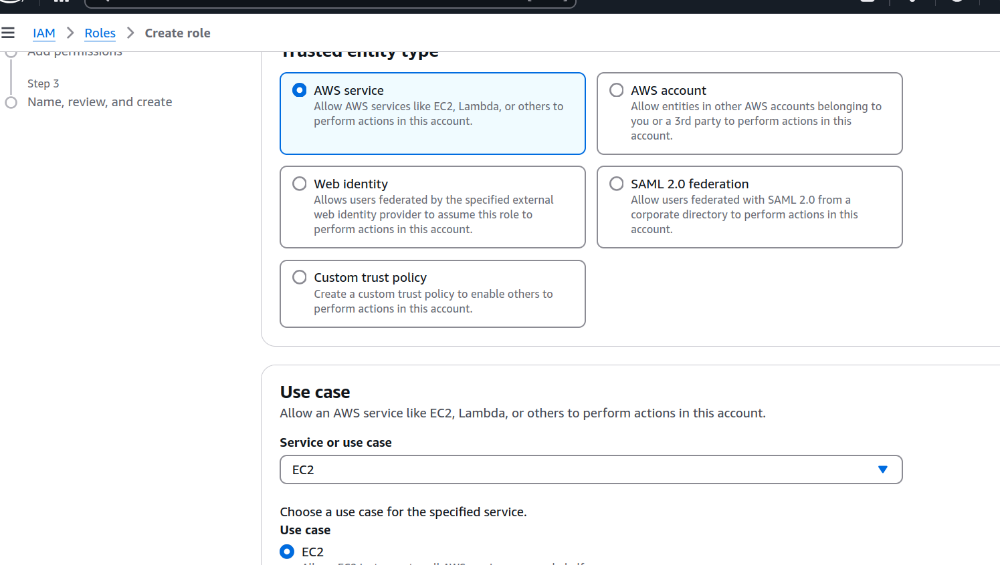 IAM > Roles > Create role
Add permissions
Step 3
Name, review, and create
Trusted entity type
AWS service
Allow AWS services like EC2, Lambda, or others to
perform actions in this account.
AWS account
Allow entities in other AWS accounts belonging to
you or a 3rd party to perform actions in this
account.
Web identity
Allows users federated by the specified external
web identity provider to assume this role to
perform actions in this account.
SAML 2.0 federation
Allow users federated with SAML 2.0 from a
corporate directory to perform actions in this
account.
Custom trust policy
Create a custom trust policy to enable others to
perform actions in this account.
Use case
Allow an AWS service like EC2, Lambda, or others to perform actions in this account.
Service or use case
EC2
Choose a use case for the specified service.
Use case
EC2